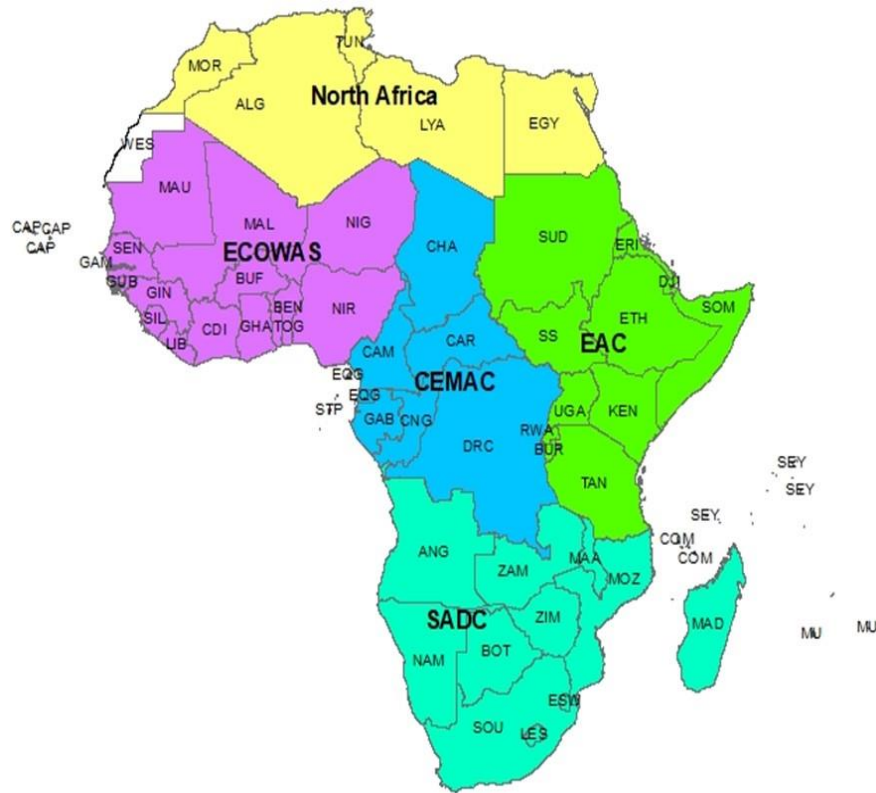 TUN
MOR
North Africa
ALG
LYA
EGY
WES
MAU
MAL
NIG
CHA
SUD
ERI
CAP CAP
CAP
SEN
ECOWAS
GAM
BUF
DJI
SUB
GIN
SOM
SIL
BEN
NIR
ETH
LIB
CDI
GHA
TOG
SS
EAC
CAM
CAR
EQG
CEMAC
EQG
STP
GAB
CNG
UGA
KEN
RWA
DRC
BUR
SEY
TAN
SEY
SEY
COM
ANG
MAA
COM
ZAM
MOZ
SADC
ZIM
MAD
MU
MU
NAM
BOT
ESW
SOU
LES